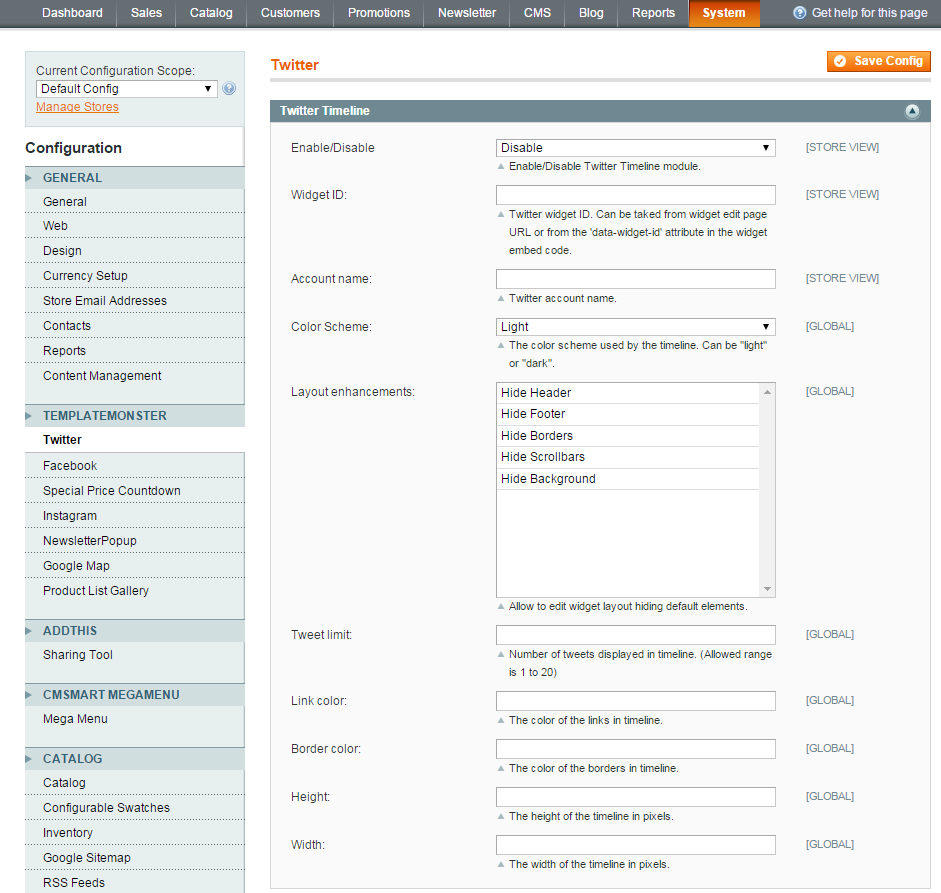 Dashboard Sales Catalog Customers Promotions Newsletter CMS Blog Reports System Get help for this page
Current Configuration Scope:
Default Config
Manage Stores
Configuration
GENERAL
General
Web
Design
Currency Setup
Store Email Addresses
Contacts
Reports
Content Management
TEMPLATEMONSTER
Twitter
Facebook
Special Price Countdown
Instagram
NewsletterPopup
Google Map
Product List Gallery
ADDTHIS
Sharing Tool
CMSMART MEGAMENU
Mega Menu
CATALOG
Catalog
Configurable Swatches
Inventory
Google Sitemap
RSS Feeds
Twitter
Save Config
Twitter Timeline
Enable/Disable Disable [STORE VIEW]
Enable/Disable Twitter Timeline module.
Widget ID: [STORE VIEW]
Twitter widget ID. Can be taked from widget edit page
URL or from the 'data-widget-id' attribute in the widget
embed code.
Account name: [STORE VIEW]
Twitter account name.
Color Scheme: Light [GLOBAL]
The color scheme used by the timeline. Can be "light"
or "dark".
Layout enhancements: Hide Header [GLOBAL]
Hide Footer
Hide Borders
Hide Scrollbars
Hide Background
Allow to edit widget layout hiding default elements.
Tweet limit: [GLOBAL]
Number of tweets displayed in timeline. (Allowed range
is 1 to 20)
Link color: [GLOBAL]
The color of the links in timeline.
Border color: [GLOBAL]
The color of the borders in timeline.
Height: [GLOBAL]
The height of the timeline in pixels.
Width: [GLOBAL]
The width of the timeline in pixels.